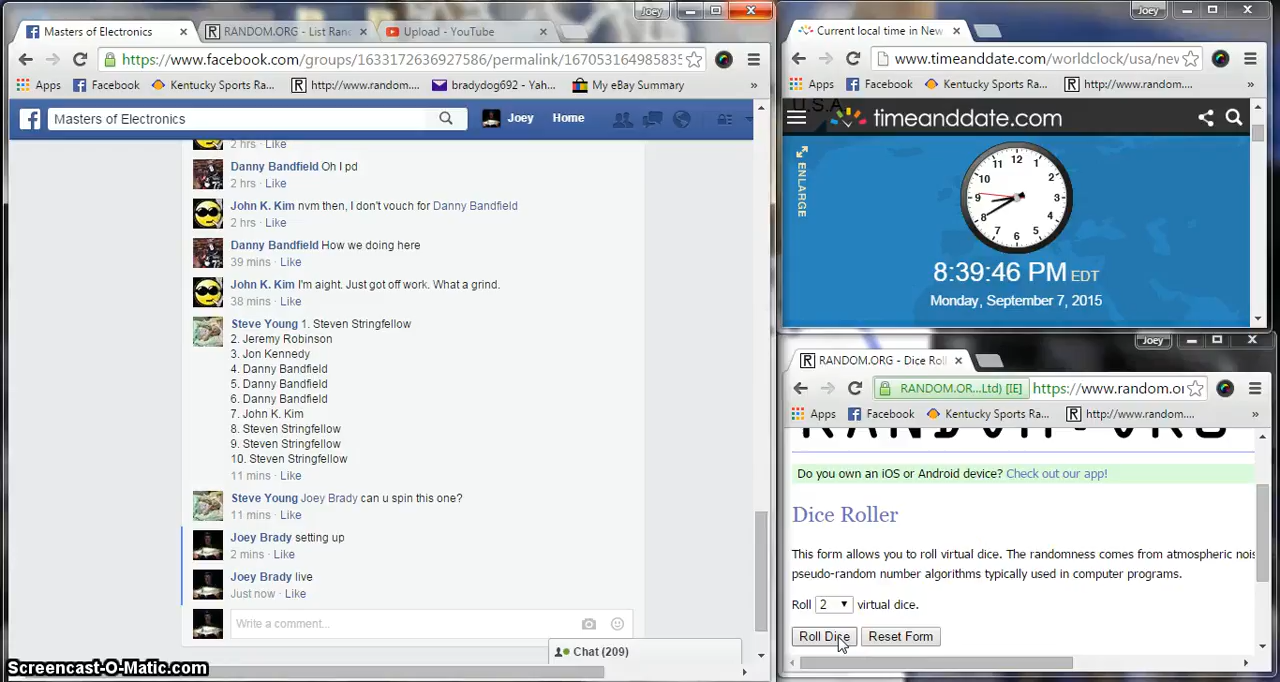 Joey
Masters of Electronics
RANDOM.ORG - List Ran
Upload - YouTube
https://www.facebook.com/groups/1633172636927586/permalink/167053164985835
Apps
Facebook
Kentucky Sports Ra...
http://www.random....
bradydog692 - Yah...
My eBay Summary
»
Masters of Electronics
Joey
Home
2 hrs · Like
Danny Bandfield Oh I pd
2 hrs · Like
John K. Kim nvm then, I don't vouch for Danny Bandfield
2 hrs · Like
Danny Bandfield How we doing here
39 mins · Like
John K. Kim I'm aight. Just got off work. What a grind.
38 mins · Like
Steve Young 1. Steven Stringfellow
2. Jeremy Robinson
3. Jon Kennedy
4. Danny Bandfield
5. Danny Bandfield
6. Danny Bandfield
7. John K. Kim
8. Steven Stringfellow
9. Steven Stringfellow
10. Steven Stringfellow
11 mins · Like
Steve Young Joey Brady can u spin this one?
11 mins · Like
Joey Brady setting up
2 mins · Like
Joey Brady live
Just now · Like
Write a comment...
Chat (209)
Screencast-O-Matic.com
Joey
Current local time in New
https://www.timeanddate.com/worldclock/usa/new
Apps
Facebook
Kentucky Sports Ra...
http://www.random....
»
U.S.A
timeanddate.com
ENLARGE
12
1
2
3
4
5
6
7
8
9
10
11
8:39:46 PM EDT
Monday, September 7, 2015
Joey
RANDOM.ORG - Dice Roll
RANDOM.OR...Ltd) [IE]
https://www.random.or
Apps
Facebook
Kentucky Sports Ra...
http://www.random....
»
RANDOM.ORG
Do you own an iOS or Android device? Check out our app!
Dice Roller
This form allows you to roll virtual dice. The randomness comes from atmospheric nois
pseudo-random number algorithms typically used in computer programs.
Roll 2 virtual dice.
Roll Dice
Reset Form